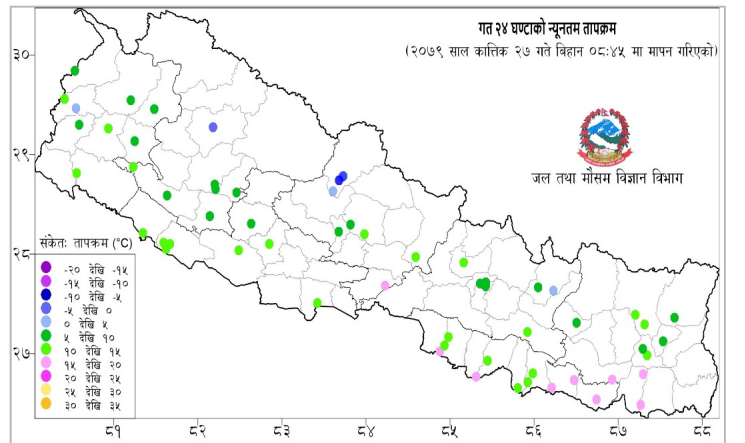 गत २४ घण्टाको न्यूनतम तापक्रम
(२०७९ साल कात्तिक २७ गते बिहान ०८:४५ मा मापन गरिएको)
जल तथा मौसम विज्ञान विभाग
३०
२९
२८
२७
संकेतः तापक्रम (°C)
-२० देखि -१५
-१५ देखि -१०
-१० देखि -५
-५ देखि ०
० देखि ५
५ देखि १०
१० देखि १५
१५ देखि २०
२० देखि २५
२५ देखि ३०
३० देखि ३५
८१ ८२ ८३ ८४ ८५ ८६ ८७ ८८